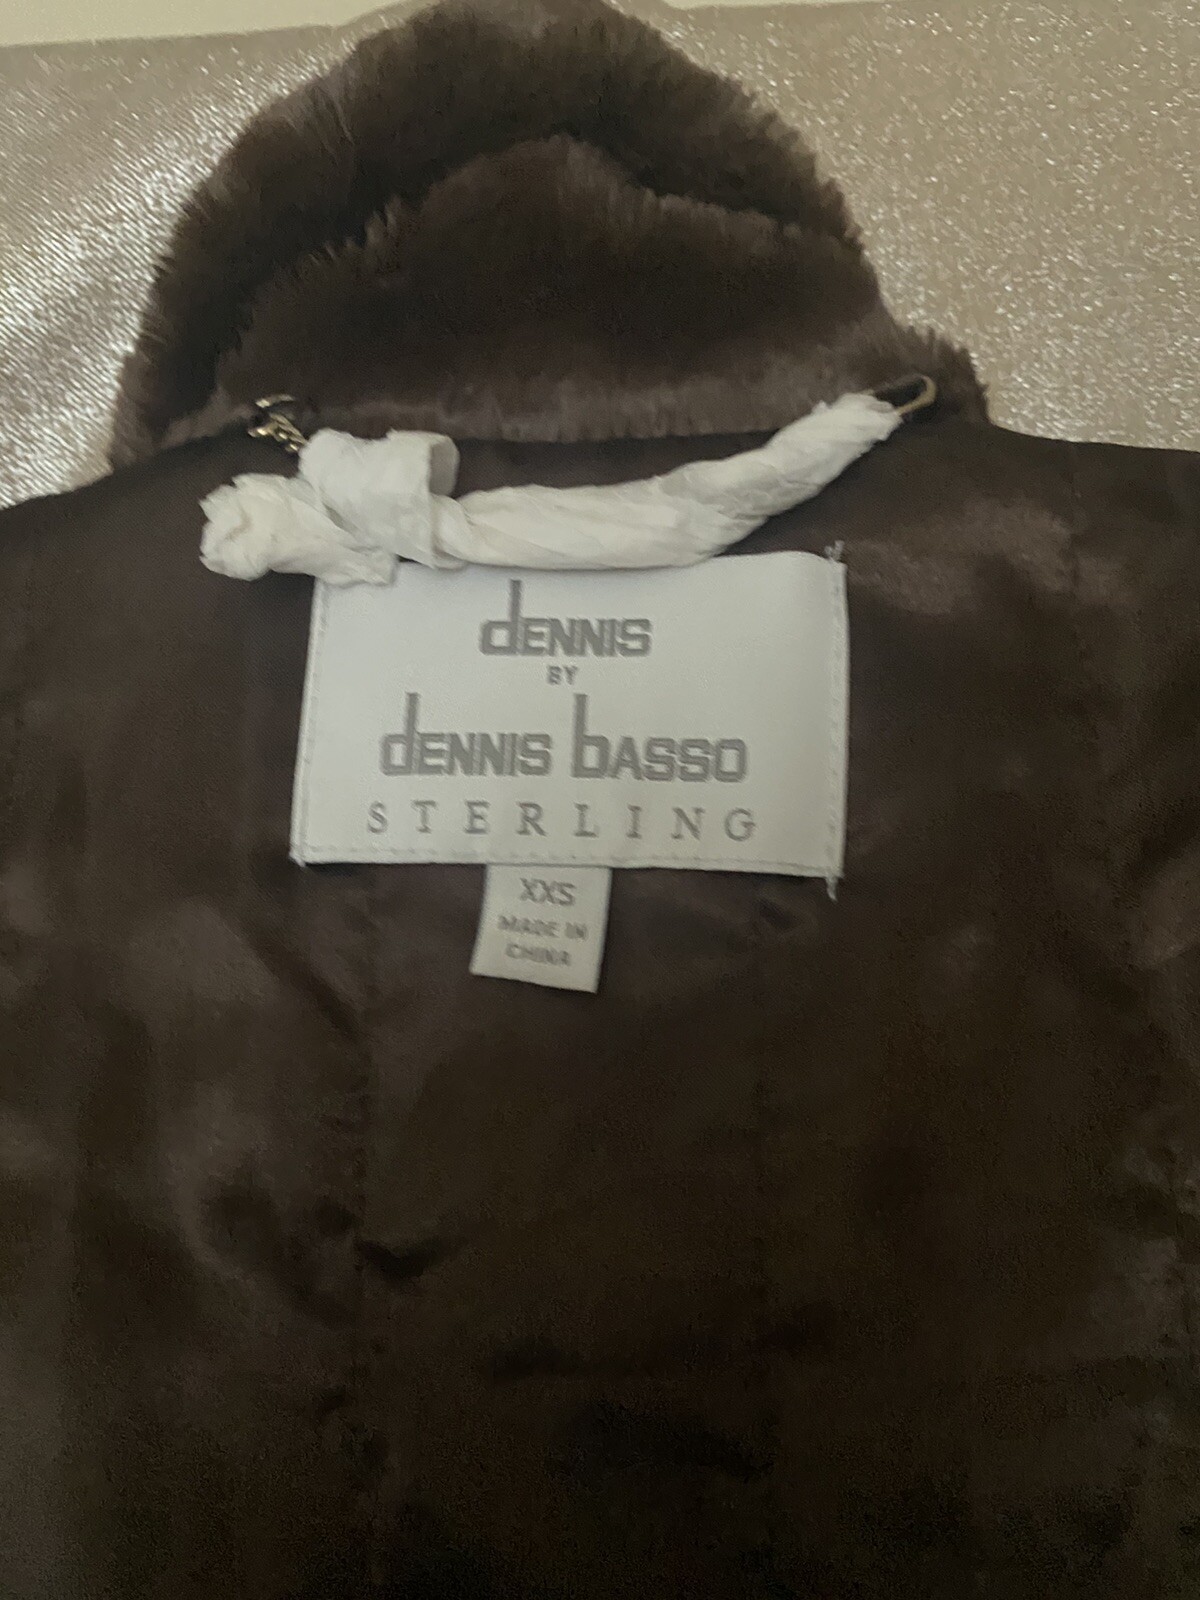 dENNIS
BY
dENNIS bASSO
STERLING
XXS
MADE IN
CHINA